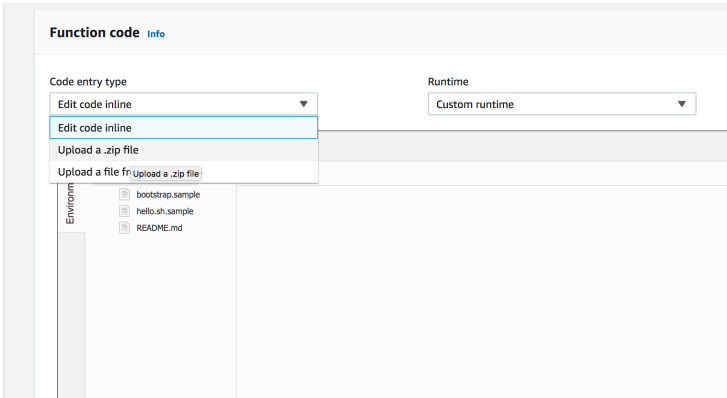 Function code Info
Code entry type
Runtime
Edit code inline
Custom runtime
Edit code inline
Upload a .zip file
Upload a file fr
Upload a .zip file
Environm
bootstrap.sample
hello.sh.sample
README.md